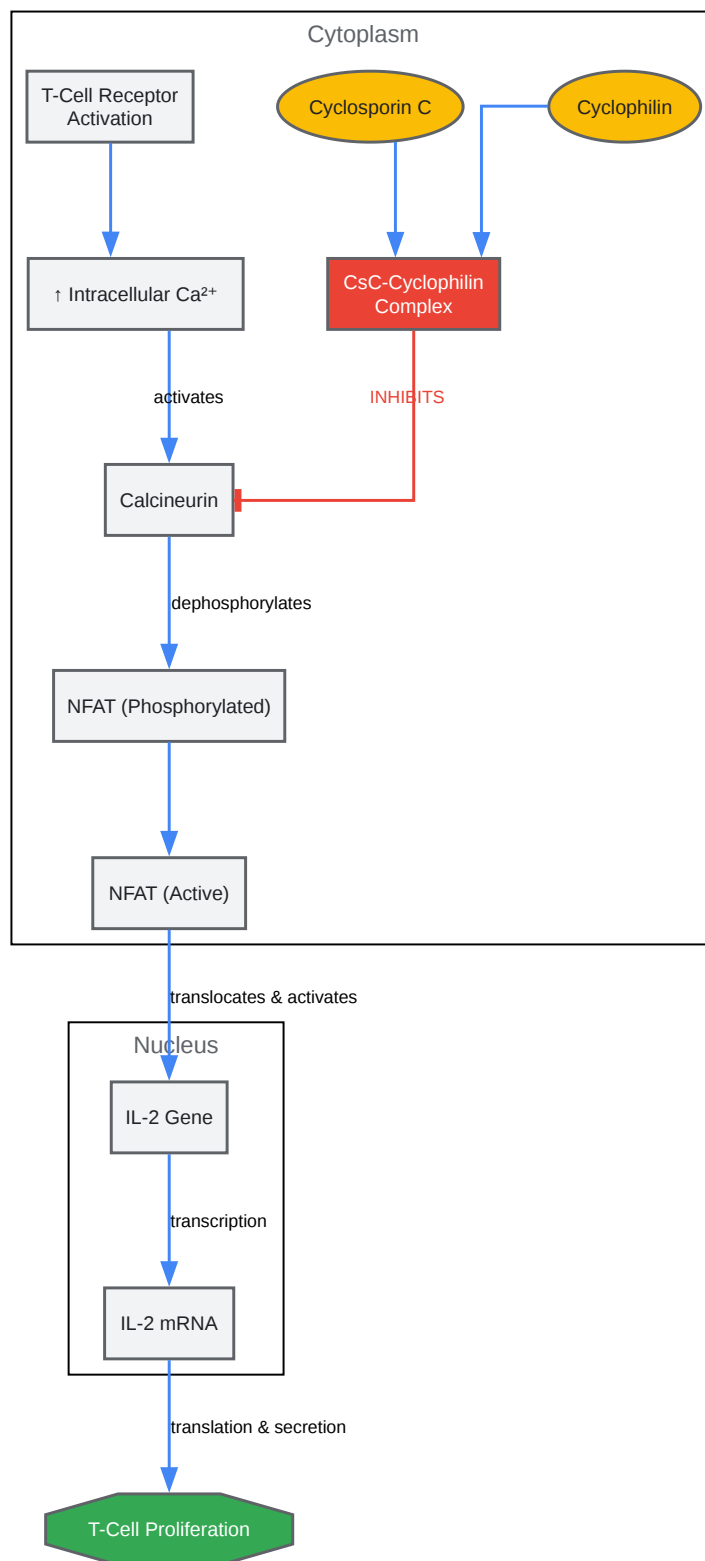 Cytoplasm
T-Cell Receptor
Activation
Cyclosporin C
Cyclophilin
↑ Intracellular Ca²⁺
CsC-Cyclophilin
Complex
activates
INHIBITS
Calcineurin
dephosphorylates
NFAT (Phosphorylated)
NFAT (Active)
translocates & activates
Nucleus
IL-2 Gene
transcription
IL-2 mRNA
translation & secretion
T-Cell Proliferation